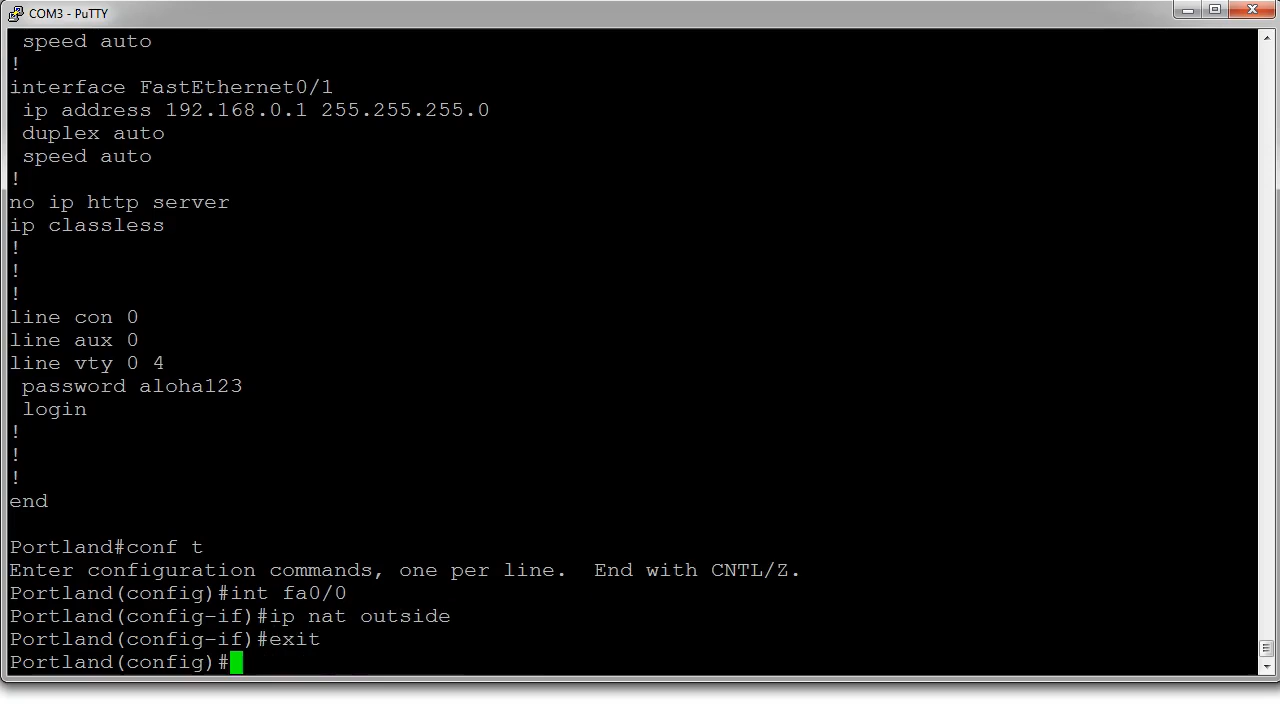 COM3 - PuTTY
speed auto
!
interface FastEthernet0/1
ip address 192.168.0.1 255.255.255.0
duplex auto
speed auto
!
no ip http server
ip classless
!
!
!
line con 0
line aux 0
line vty 0 4
password aloha123
login
!
!
!
end
Portland#conf t
Enter configuration commands, one per line.  End with CNTL/Z.
Portland(config)#int fa0/0
Portland(config-if)#ip nat outside
Portland(config-if)#exit
Portland(config)#